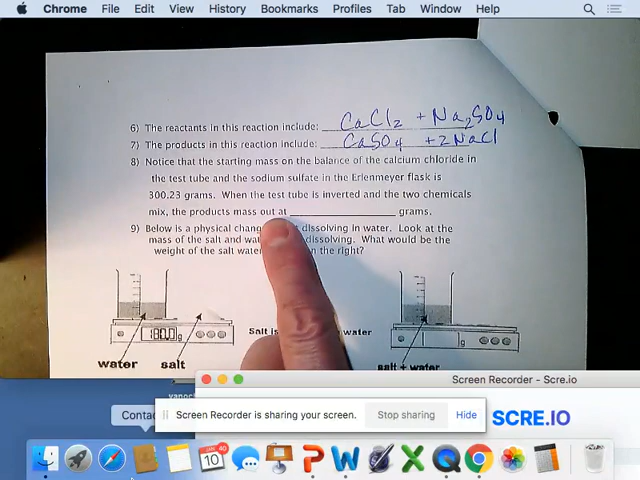 Chrome File Edit View History Bookmarks Profiles Tab Window Help
6) The reactants in this reaction include: CaCl2 + Na2SO4
7) The products in this reaction include: CaSO4 + 2NaCl
8) Notice that the starting mass on the balance of the calcium chloride in
the test tube and the sodium sulfate in the Erlenmeyer flask is
300.23 grams. When the test tube is inverted and the two chemicals
mix, the products mass out at grams.
9) Below is a physical dissolving in water. Look at the
mass of the salt and dissolving. What would be the
weight of the salt water the right?
180.0
g
Salt water
water salt
salt + water
Screen Recorder - Scre.io
Screen Recorder is sharing your screen. Stop sharing Hide
SCRE.IO
10